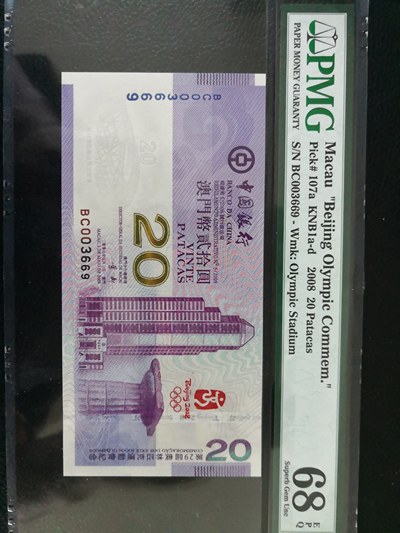 PMG
PAPER MONEY GUARANTY
Macau "Beijing Olympic Commem."
Pick# 107a KNB1a-d 2008 20 Patacas
S/N BC003669 - Wmk: Olympic Stadium
68
EPQ
Superb Gem Unc
BC003669
中國銀行
BANCO DA CHINA
澳門幣貳拾圓
VINTE
PATACAS
20
BC003669
Beijing 2008
20